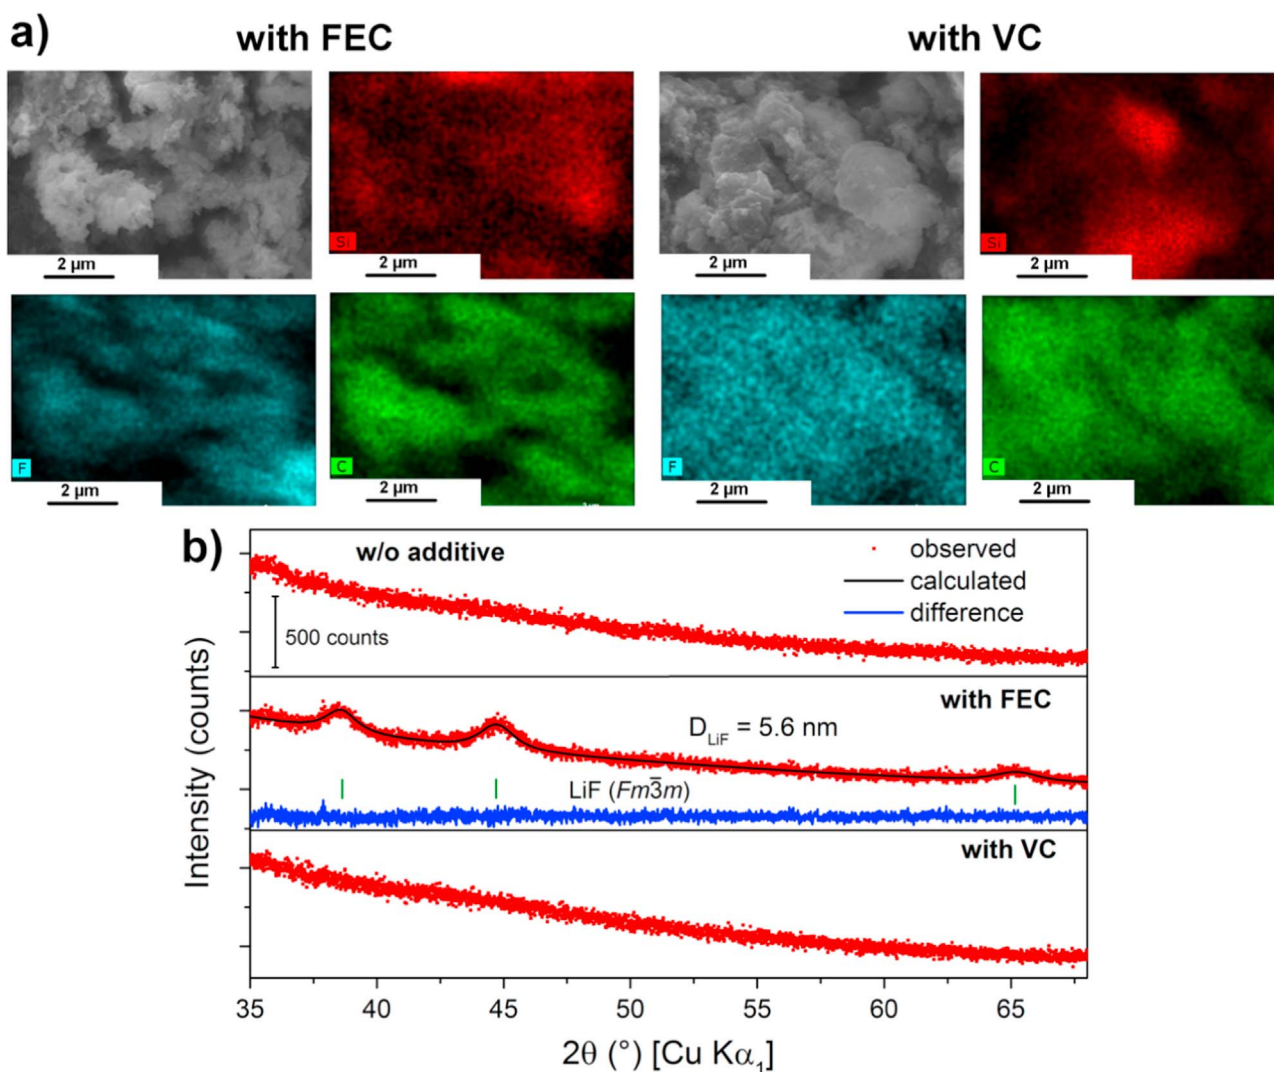 a)
with FEC
with VC
Si
2 μm
2 μm
2 μm
Si
2 μm
F
2 μm
C
2 μm
F
2 μm
C
2 μm
b)
w/o additive
observed
calculated
difference
500 counts
with FEC
D_LiF = 5.6 nm
LiF (Fm3̅m)
with VC
Intensity (counts)
35 40 45 50 55 60 65
2θ (°) [Cu Kα₁]